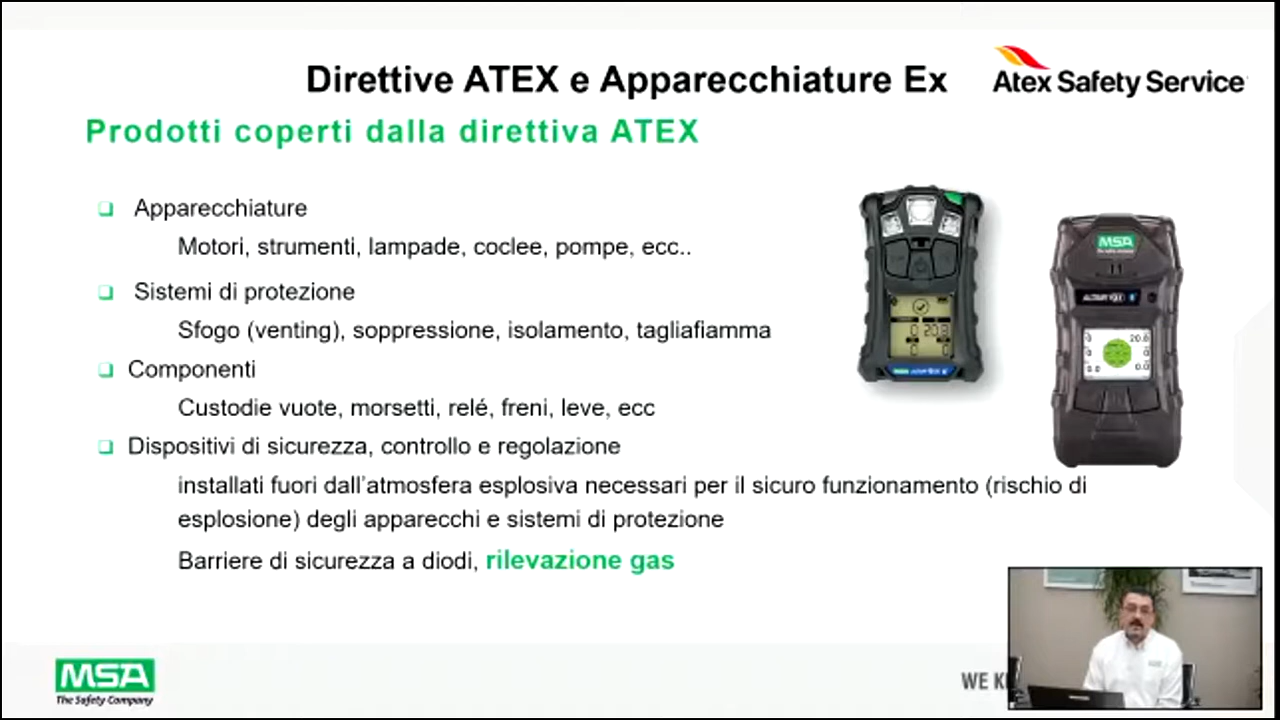 Direttive ATEX e Apparecchiature Ex
Atex Safety Service
Prodotti coperti dalla direttiva ATEX
Apparecchiature
Motori, strumenti, lampade, coclee, pompe, ecc..
Sistemi di protezione
Sfogo (venting), soppressione, isolamento, tagliafiamma
Componenti
Custodie vuote, morsetti, relé, freni, leve, ecc
Dispositivi di sicurezza, controllo e regolazione
installati fuori dall'atmosfera esplosiva necessari per il sicuro funzionamento (rischio di
esplosione) degli apparecchi e sistemi di protezione
Barriere di sicurezza a diodi, rilevazione gas
MSA
20.8
MSA
The Safety Company
WE